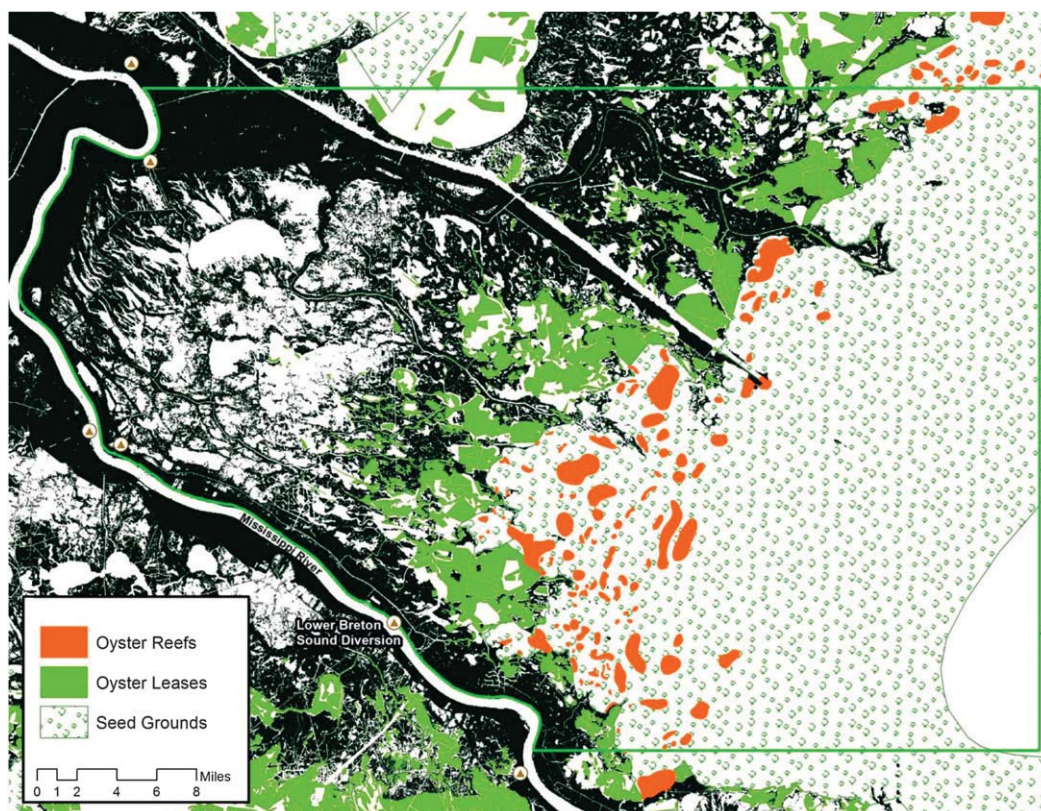 Mississippi River
Lower Breton
Sound Diversion
Oyster Reefs
Oyster Leases
Seed Grounds
Miles
0 1 2 4 6 8